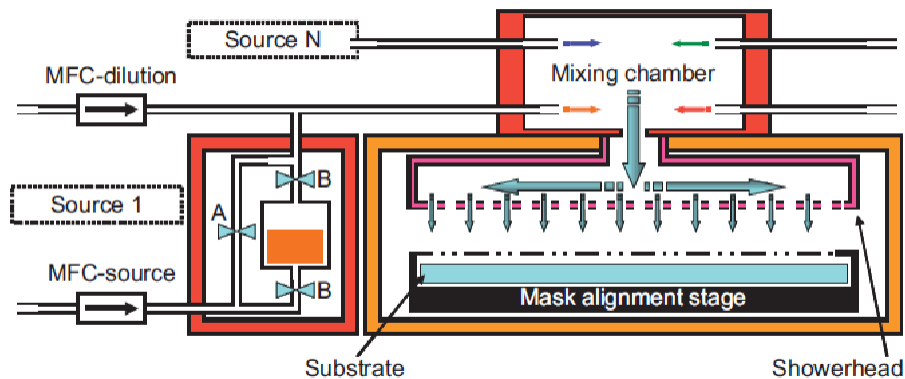 Source N
MFC-dilution
Mixing chamber
B
Source 1
A
MFC-source
B
Mask alignment stage
Substrate
Showerhead